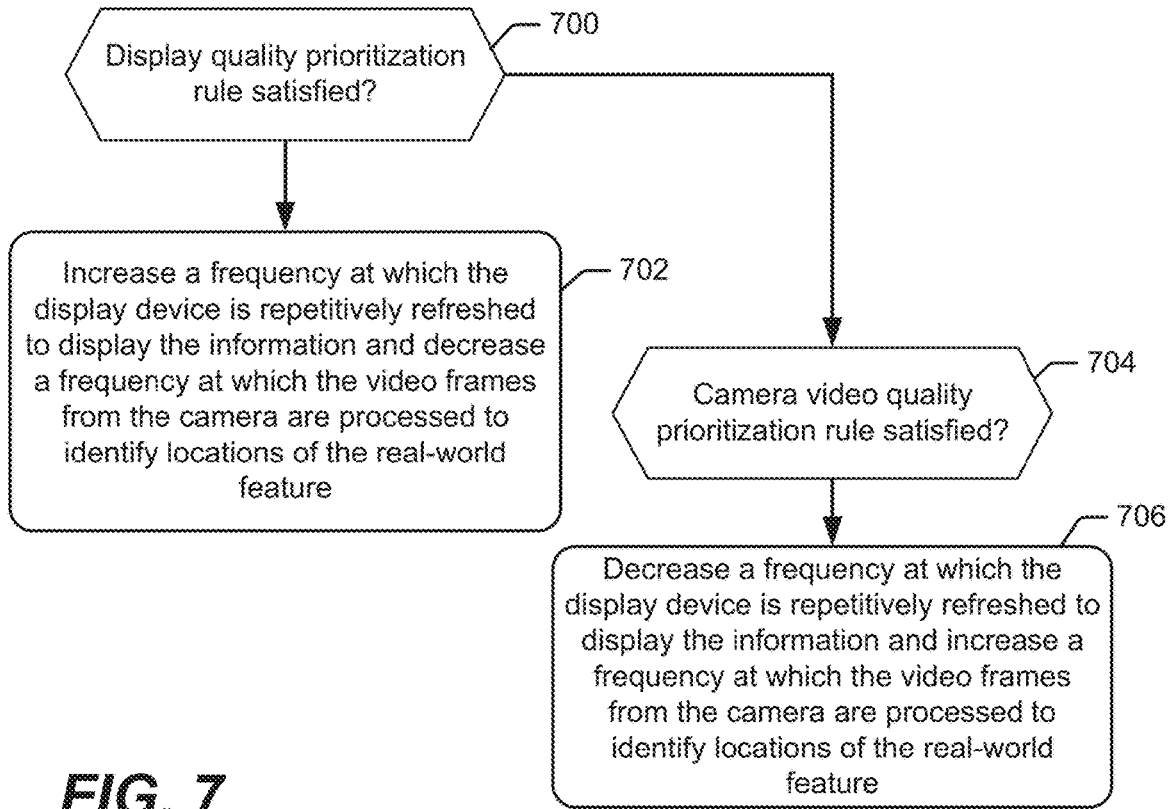 700
Display quality prioritization
rule satisfied?
702
Increase a frequency at which the
display device is repetitively refreshed
to display the information and decrease
a frequency at which the video frames
from the camera are processed to
identify locations of the real-world
feature
704
Camera video quality
prioritization rule satisfied?
706
Decrease a frequency at which the
display device is repetitively refreshed to
display the information and increase a
frequency at which the video frames
from the camera are processed to
identify locations of the real-world
feature
FIG. 7